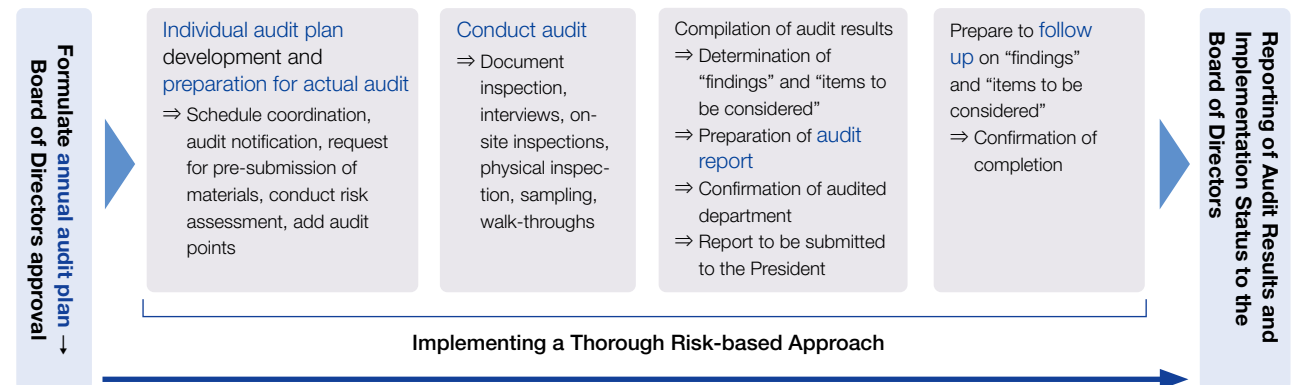 Formulate annual audit plan →
Board of Directors approval
Individual audit plan
development and
preparation for actual audit
⇒ Schedule coordination,
audit notification, request
for pre-submission of
materials, conduct risk
assessment, add audit
points
Conduct audit
⇒ Document
inspection,
interviews, on-
site inspections,
physical inspec-
tion, sampling,
walk-throughs
Compilation of audit results
⇒ Determination of
“findings” and “items to
be considered”
⇒ Preparation of audit
report
⇒ Confirmation of audited
department
⇒ Report to be submitted
to the President
Prepare to follow
up on “findings”
and “items to be
considered”
⇒ Confirmation of
completion
Reporting of Audit Results and
Implementation Status to the
Board of Directors
Implementing a Thorough Risk-based Approach